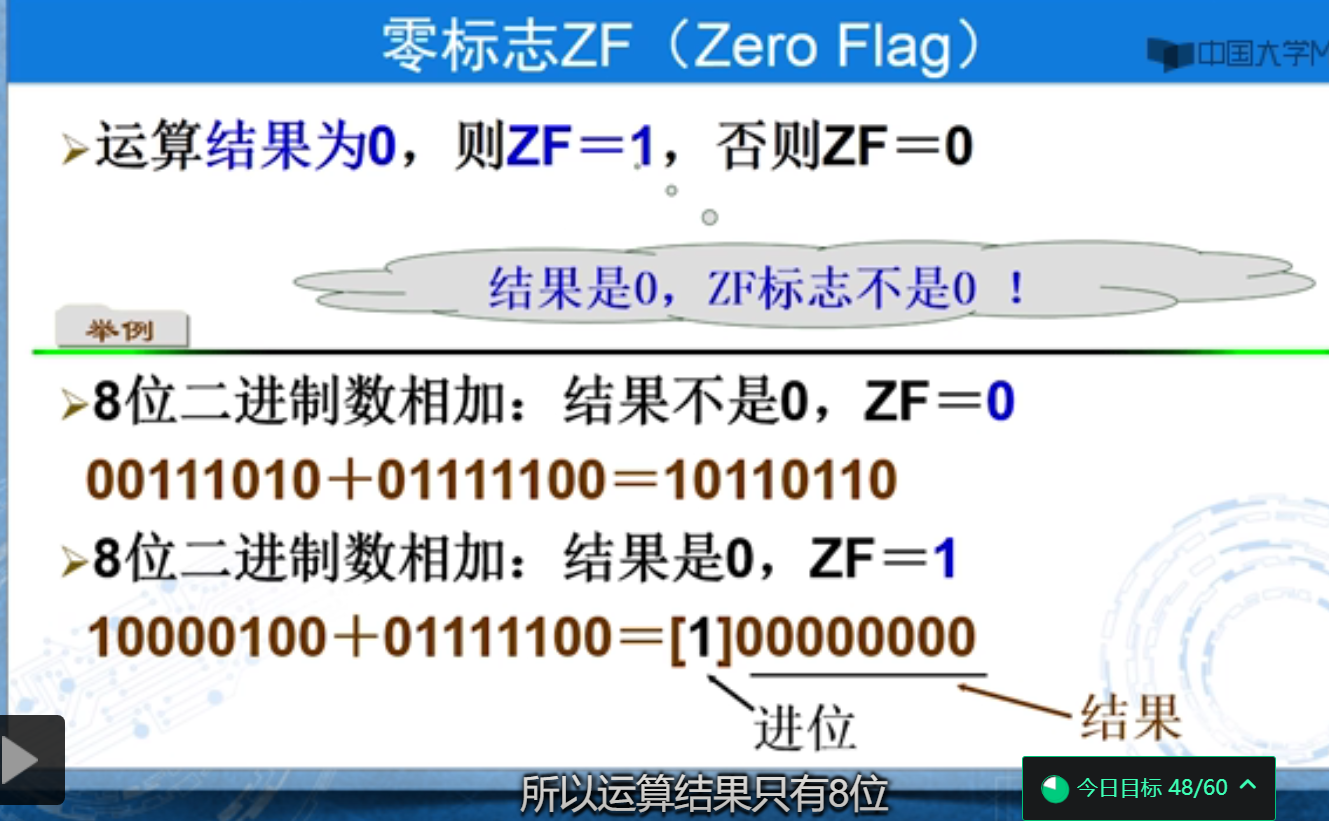 零标志ZF（Zero Flag）
中国大学M
➢运算结果为0，则ZF＝1，否则ZF＝0
结果是0，ZF标志不是0 ！
举例
➢8位二进制数相加：结果不是0，ZF＝0
00111010＋01111100＝10110110
➢8位二进制数相加：结果是0，ZF＝1
10000100＋01111100＝[1]00000000
进位
结果
所以运算结果只有8位
今日目标 48/60